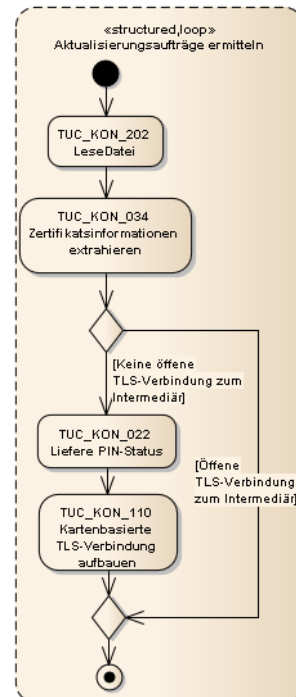 «structured,loop»
Aktualisierungsaufträge ermitteln
TUC_KON_202
LeseDatei
TUC_KON_034
Zertifikatsinformationen
extrahieren
[Keine öffene
TLS-Verbindung zum
Intermediär]
TUC_KON_022
Liefere PIN-Status
[Öffene
TLS-Verbindung
zum Intermediär]
TUC_KON_110
Kartenbasierte
TLS-Verbindung
aufbauen